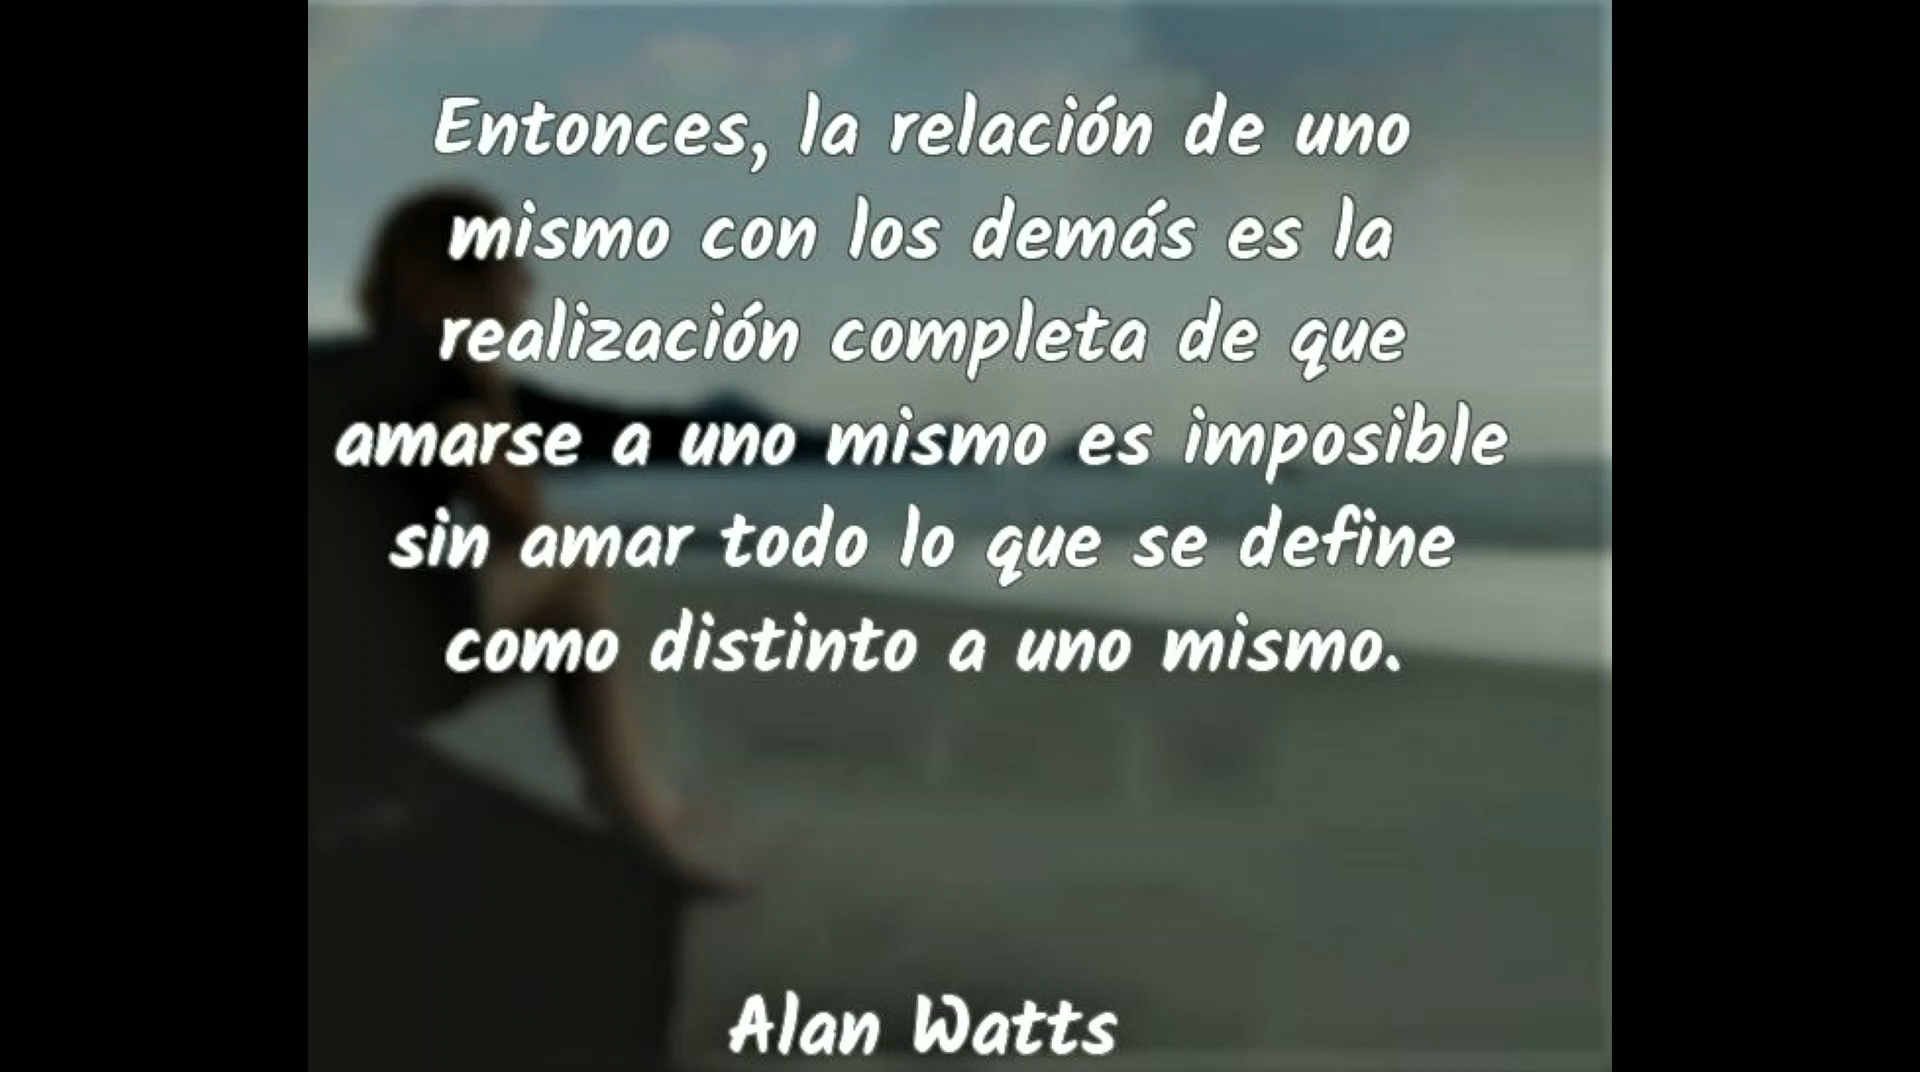 Entonces, la relación de uno
mismo con los demás es la
realización completa de que
amarse a uno mismo es imposible
sin amar todo lo que se define
como distinto a uno mismo.
Alan Watts